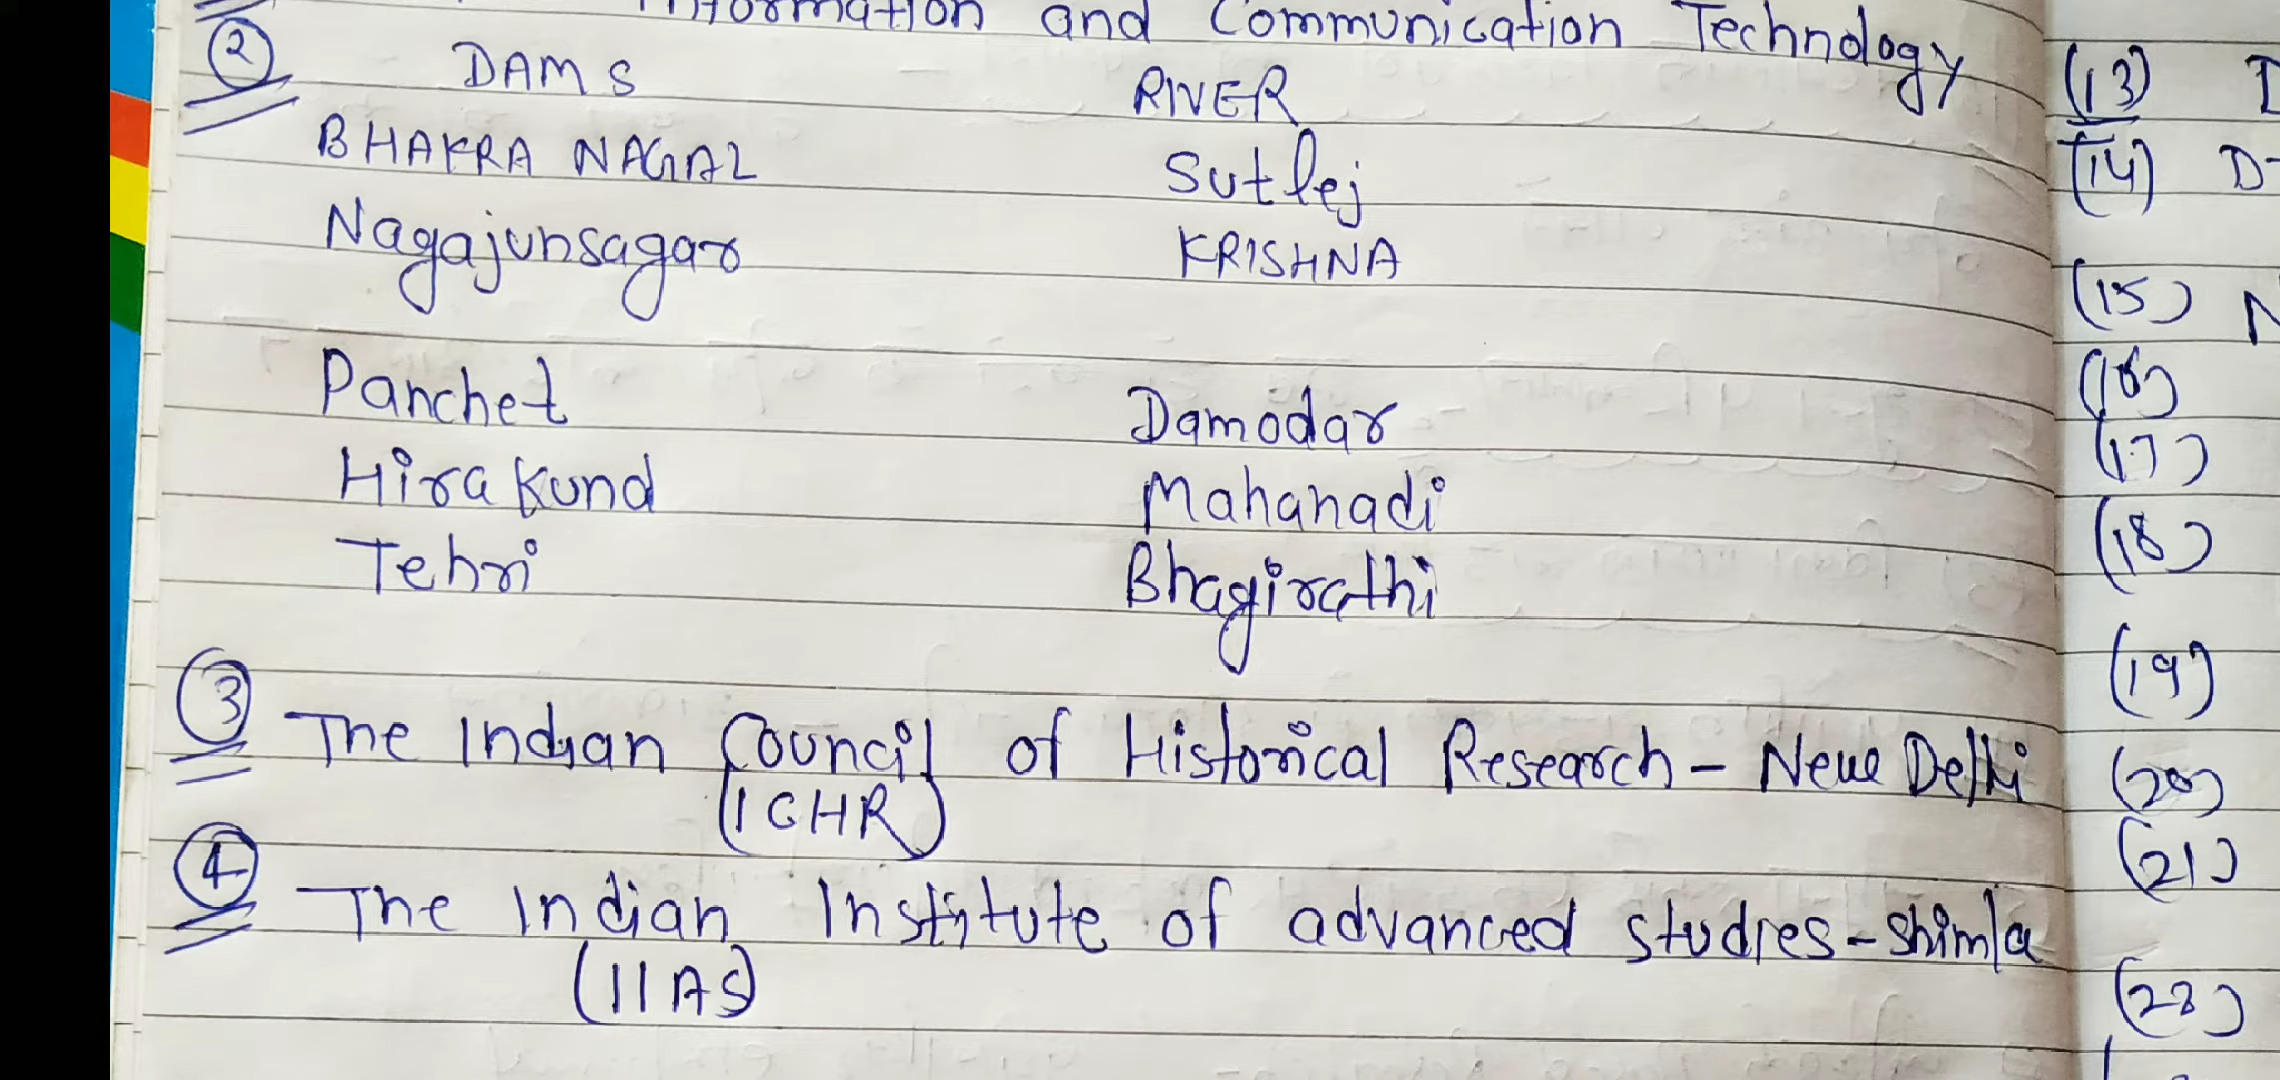 Information and Communication Technology
② DAMS RIVER
BHAKRA NAGAL Sutlej
Nagajunsagar KRISHNA
Panchet Damodar
Hirakund Mahanadi
Tehri Bhagirathi
③ The Indian Council of Historical Research - New Delhi
(ICHR)
④ The Indian Institute of advanced studies - shimla
(IIAS)
(13)
(14)
(15)
(16)
(17)
(18)
(19)
(20)
(21)